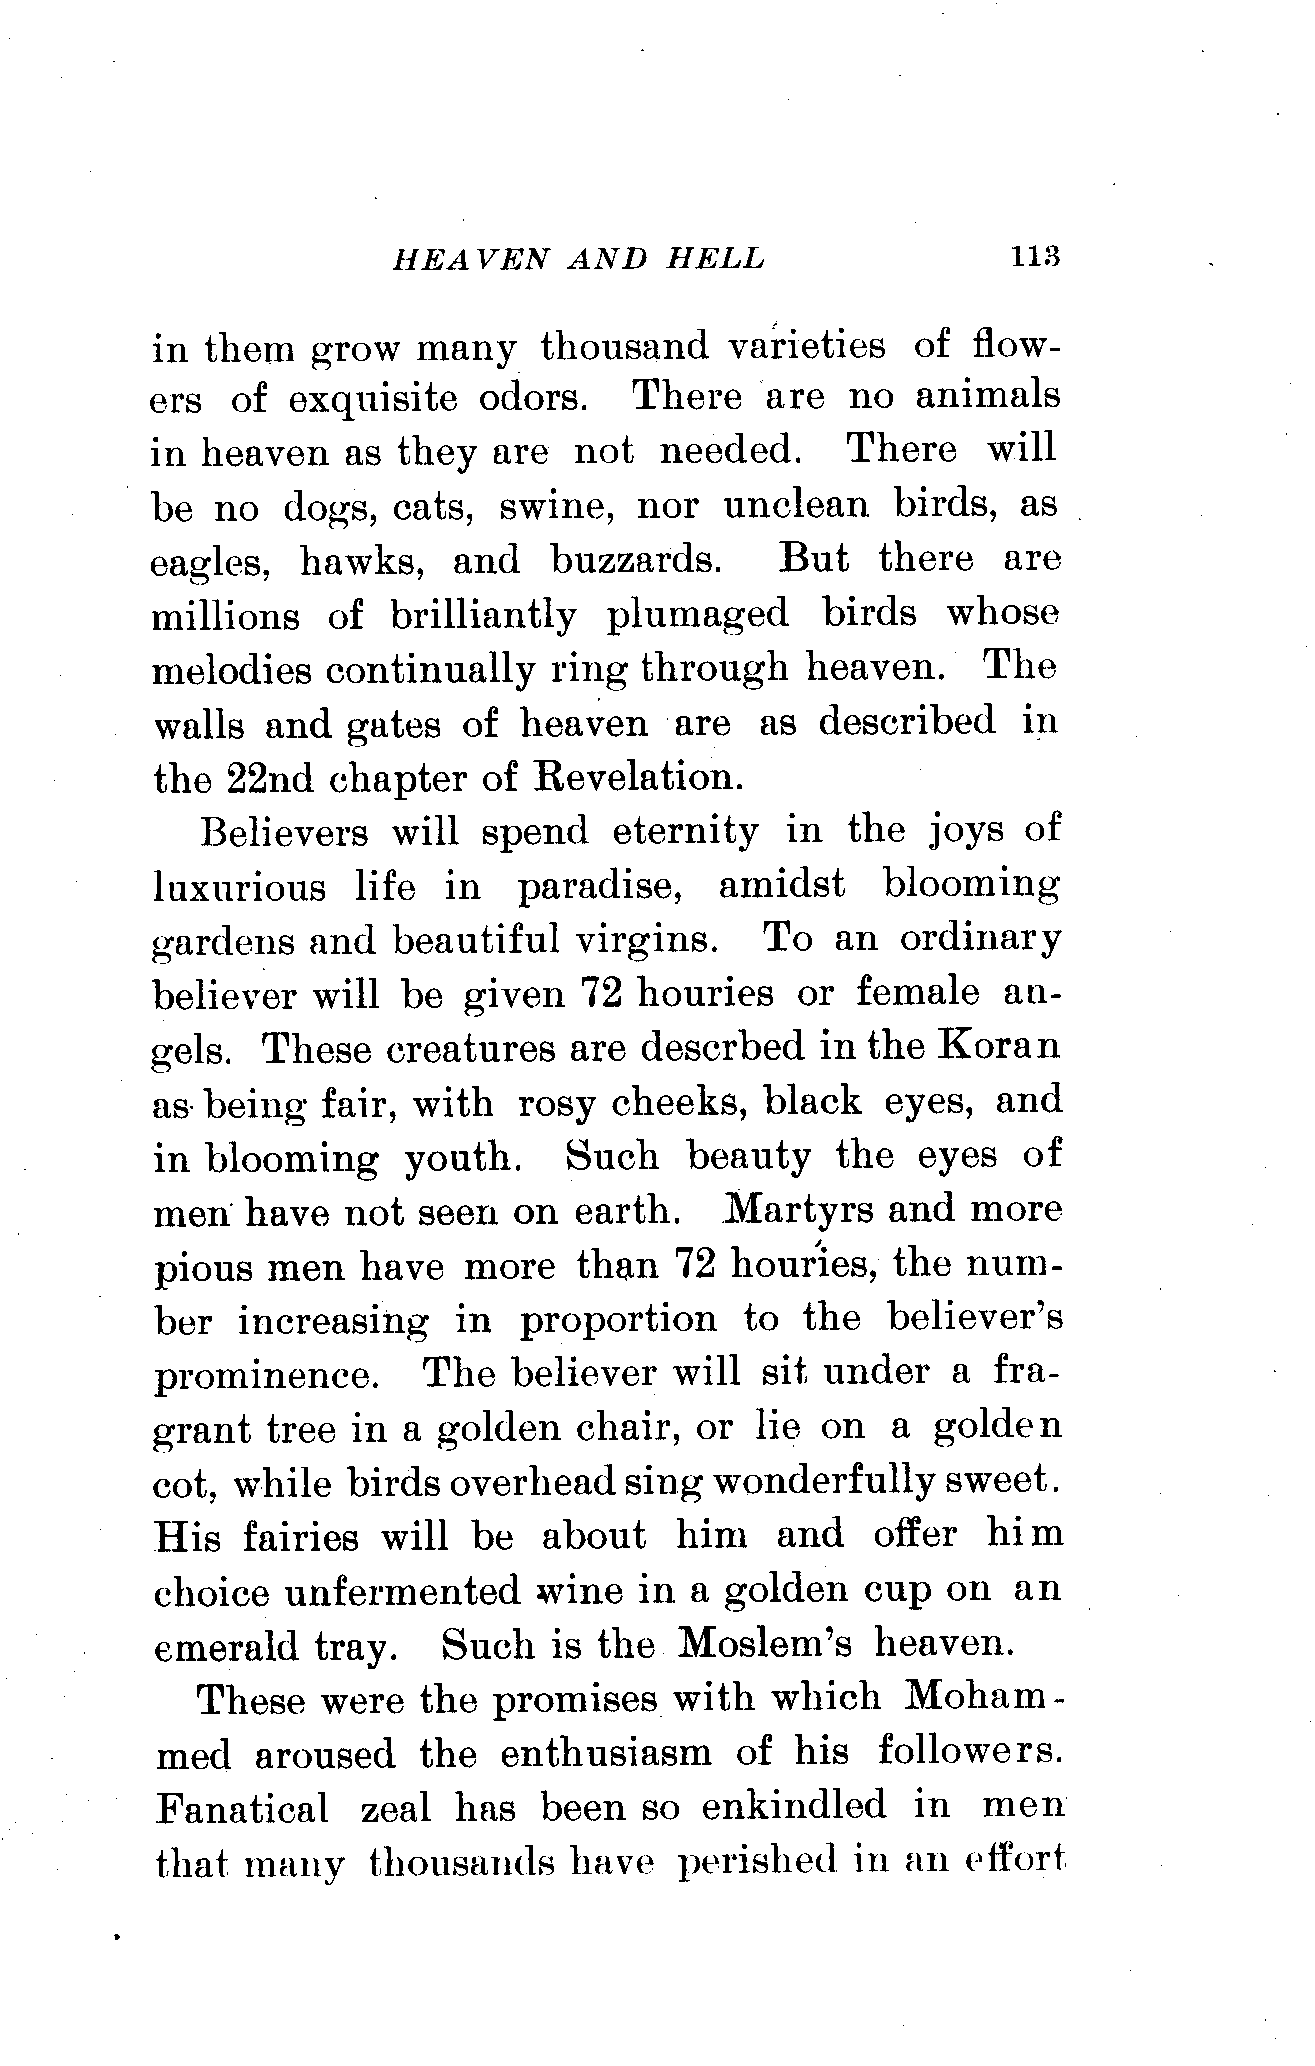 HEAVEN AND HELL 113
in them grow many thousand varieties of flow-
ers of exquisite odors. There are no animals
in heaven as they are not needed. There will
be no dogs, cats, swine, nor unclean birds, as
eagles, hawks, and buzzards. But there are
millions of brilliantly plumaged birds whose
melodies continually ring through heaven. The
walls and gates of heaven are as described in
the 22nd chapter of Revelation.
Believers will spend eternity in the joys of
luxurious life in paradise, amidst blooming
gardens and beautiful virgins. To an ordinary
believer will be given 72 houries or female an-
gels. These creatures are descrbed in the Koran
as being fair, with rosy cheeks, black eyes, and
in blooming youth. Such beauty the eyes of
men have not seen on earth. Martyrs and more
pious men have more than 72 houries, the num-
ber increasing in proportion to the believer's
prominence. The believer will sit under a fra-
grant tree in a golden chair, or lie on a golden
cot, while birds overhead sing wonderfully sweet.
His fairies will be about him and offer him
choice unfermented wine in a golden cup on an
emerald tray. Such is the Moslem's heaven.
These were the promises with which Moham-
med aroused the enthusiasm of his followers.
Fanatical zeal has been so enkindled in men
that many thousands have perished in an effort